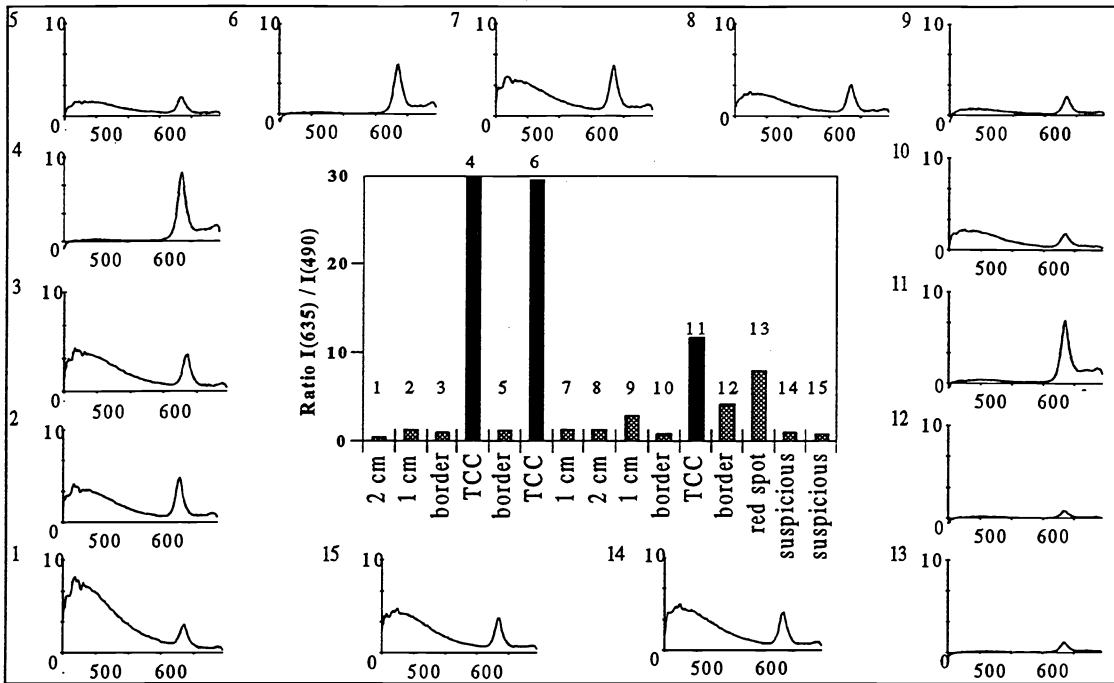 5 10 0 500 600
6 10 0 500 600
7 10 0 500 600
8 10 0 500 600
9 10 0 500 600
4 10 0 500 600
10 10 0 500 600
3 10 0 500 600
11 10 0 500 600
2 10 0 500 600
12 10 0 500 600
1 10 0 500 600
15 10 0 500 600
14 10 0 500 600
13 10 0 500 600
Ratio I(635) / I(490)
30
20
10
0
1 2 3 4 5 6 7 8 9 10 11 12 13 14 15
2 cm
1 cm
border
TCC
border
TCC
1 cm
2 cm
1 cm
border
TCC
border
red spot
suspicious
suspicious